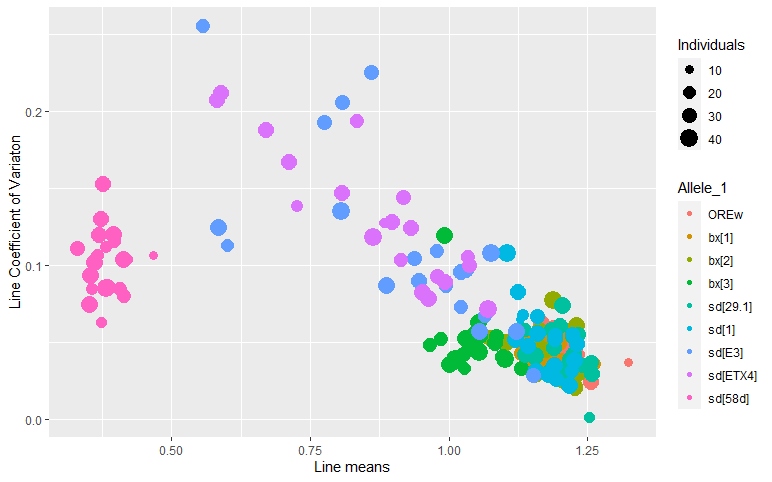 Line Coefficient of Variaton
0.2
0.1
0.0
0.50
0.75
1.00
1.25
Line means
Individuals
10
20
30
40
Allele_1
OREw
bx[1]
bx[2]
bx[3]
sd[29.1]
sd[1]
sd[E3]
sd[ETX4]
sd[58d]